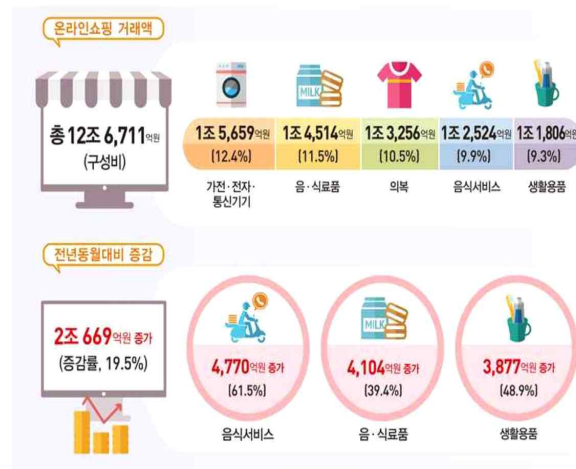 온라인쇼핑 거래액
총 12조 6,711억원
(구성비)
1조 5,659억원 1조 4,514억원 1조 3,256억원 1조 2,524억원 1조 1,806억원
(12.4%) (11.5%) (10.5%) (9.9%) (9.3%)
가전·전자· 음·식료품 의복 음식서비스 생활용품
통신기기
MILK
전년동월대비 증감
2조 669억원 증가
(증감률, 19.5%)
MILK
4,770억원 증가 4,104억원 증가 3,877억원 증가
(61.5%) (39.4%) (48.9%)
음식서비스 음·식료품 생활용품